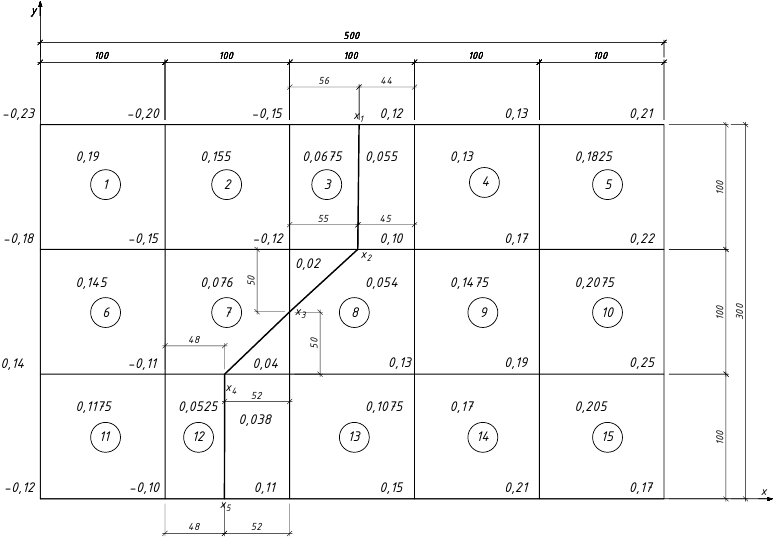 y
500
100 100 100 100 100
56 44
-0,23 -0,20 -0,15 x1 0,12 0,13 0,21
0,19 0,155 0,0675 0,055 0,13 0,1825
1 2 3 4 5
100
55 45
-0,18 -0,15 -0,12 0,10 0,17 0,22
x2
0,02
0,145 0,076 50 0,054 0,1475 0,2075
6 7 x3 8 9 10
100 300
48 50
0,14 -0,11 0,04 0,13 0,19 0,25
x4
52
0,1175 0,0525 0,038 0,1075 0,17 0,205
11 12 13 14 15
100
-0,12 -0,10 0,11 0,15 0,21 0,17 x
x5
48 52